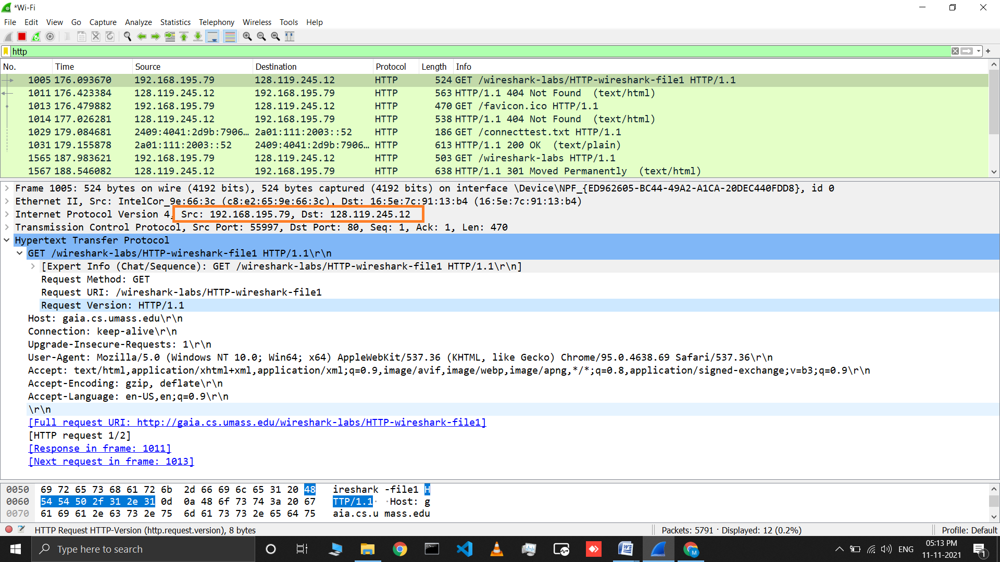 *Wi-Fi
File Edit View Go Capture Analyze Statistics Telephony Wireless Tools Help
http
No. Time Source Destination Protocol Length Info
1005 176.093670 192.168.195.79 128.119.245.12 HTTP 524 GET /wireshark-labs/HTTP-wireshark-file1 HTTP/1.1
1011 176.423384 128.119.245.12 192.168.195.79 HTTP 563 HTTP/1.1 404 Not Found (text/html)
1013 176.479882 192.168.195.79 128.119.245.12 HTTP 470 GET /favicon.ico HTTP/1.1
1014 177.026281 128.119.245.12 192.168.195.79 HTTP 538 HTTP/1.1 404 Not Found (text/html)
1029 179.084681 2409:4041:2d9b:7906… 2a01:111:2003::52 HTTP 186 GET /connecttest.txt HTTP/1.1
1031 179.155878 2a01:111:2003::52 2409:4041:2d9b:7906… HTTP 613 HTTP/1.1 200 OK (text/plain)
1565 187.983621 192.168.195.79 128.119.245.12 HTTP 503 GET /wireshark-labs HTTP/1.1
1567 188.546082 128.119.245.12 192.168.195.79 HTTP 638 HTTP/1.1 301 Moved Permanently (text/html)
Frame 1005: 524 bytes on wire (4192 bits), 524 bytes captured (4192 bits) on interface \Device\NPF_{ED962605-BC44-49A2-A1CA-20DEC440FDD8}, id 0
Ethernet II, Src: IntelCor_9e:66:3c (c8:e2:65:9e:66:3c), Dst: 16:5e:7c:91:13:b4 (16:5e:7c:91:13:b4)
Internet Protocol Version 4, Src: 192.168.195.79, Dst: 128.119.245.12
Transmission Control Protocol, Src Port: 55997, Dst Port: 80, Seq: 1, Ack: 1, Len: 470
Hypertext Transfer Protocol
GET /wireshark-labs/HTTP-wireshark-file1 HTTP/1.1\r\n
[Expert Info (Chat/Sequence): GET /wireshark-labs/HTTP-wireshark-file1 HTTP/1.1\r\n]
Request Method: GET
Request URI: /wireshark-labs/HTTP-wireshark-file1
Request Version: HTTP/1.1
Host: gaia.cs.umass.edu\r\n
Connection: keep-alive\r\n
Upgrade-Insecure-Requests: 1\r\n
User-Agent: Mozilla/5.0 (Windows NT 10.0; Win64; x64) AppleWebKit/537.36 (KHTML, like Gecko) Chrome/95.0.4638.69 Safari/537.36\r\n
Accept: text/html,application/xhtml+xml,application/xml;q=0.9,image/avif,image/webp,image/apng,*/*;q=0.8,application/signed-exchange;v=b3;q=0.9\r\n
Accept-Encoding: gzip, deflate\r\n
Accept-Language: en-US,en;q=0.9\r\n
\r\n
[Full request URI: http://gaia.cs.umass.edu/wireshark-labs/HTTP-wireshark-file1]
[HTTP request 1/2]
[Response in frame: 1011]
[Next request in frame: 1013]
0050 69 72 65 73 68 61 72 6b 2d 66 69 6c 65 31 20 48 ireshark -file1 H
0060 54 54 50 2f 31 2e 31 0d 0a 48 6f 73 74 3a 20 67 TTP/1.1· ·Host: g
0070 61 69 61 2e 63 73 2e 75 6d 61 73 73 2e 65 64 75 aia.cs.u mass.edu
HTTP Request HTTP-Version (http.request.version), 8 bytes Packets: 5791 · Displayed: 12 (0.2%) Profile: Default
Type here to search ENG 05:13 PM
11-11-2021 1